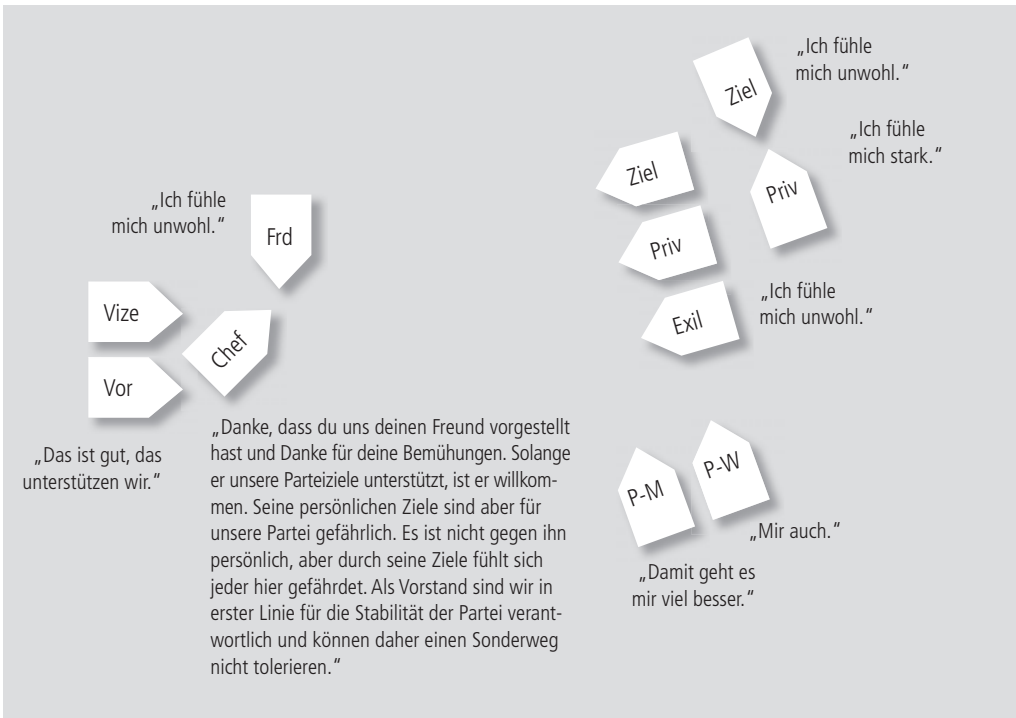 „Ich fühle
mich unwohl.“
Ziel
„Ich fühle
mich stark.“
Ziel
Priv
„Ich fühle
mich unwohl.“
Frd
Priv
Vize
„Ich fühle
mich unwohl.“
Exil
Chef
Vor
„Das ist gut, das
unterstützen wir.“
„Danke, dass du uns deinen Freund vorgestellt
hast und Danke für deine Bemühungen. Solange
er unsere Parteiziele unterstützt, ist er willkom-
men. Seine persönlichen Ziele sind aber für
unsere Partei gefährlich. Es ist nicht gegen ihn
persönlich, aber durch seine Ziele fühlt sich
jeder hier gefährdet. Als Vorstand sind wir in
erster Linie für die Stabilität der Partei verant-
wortlich und können daher einen Sonderweg
nicht tolerieren.“
P-M
P-W
„Mir auch.“
„Damit geht es
mir viel besser.“